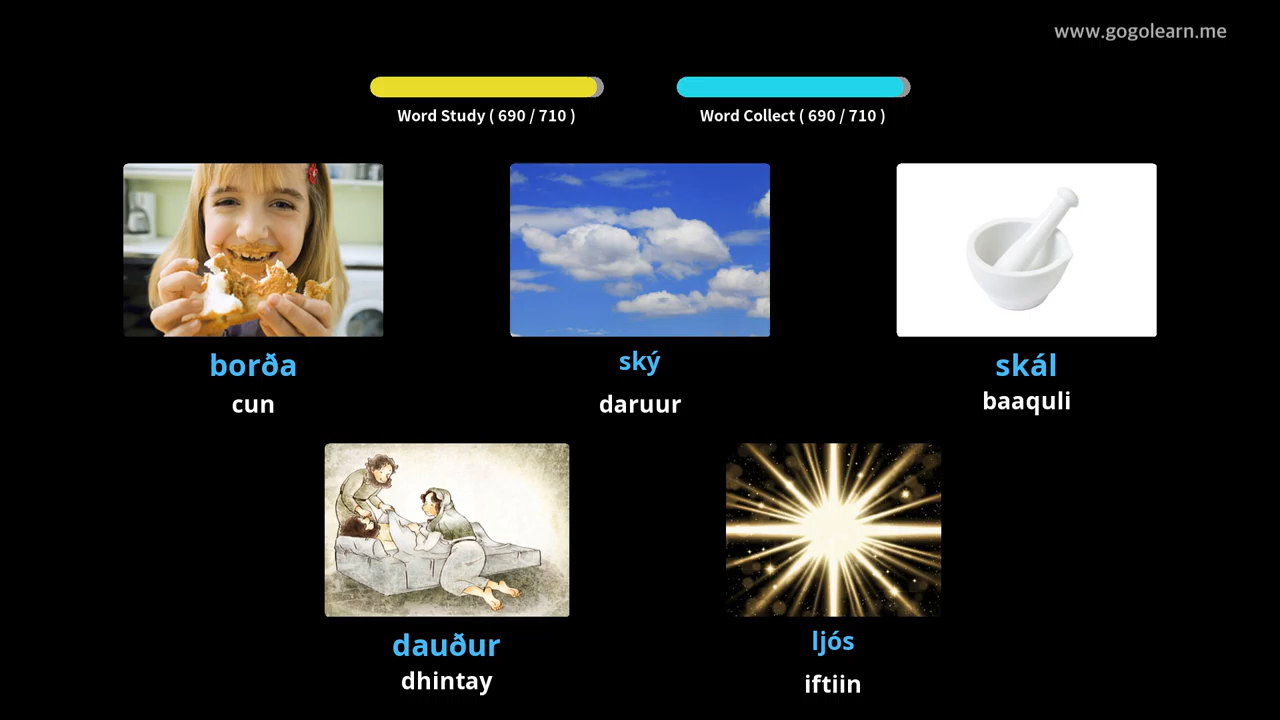 www.gogolearn.me
Word Study ( 690 / 710 )
Word Collect ( 690 / 710 )
borða
cun
ský
daruur
skál
baaquli
dauður
dhintay
ljós
iftiin